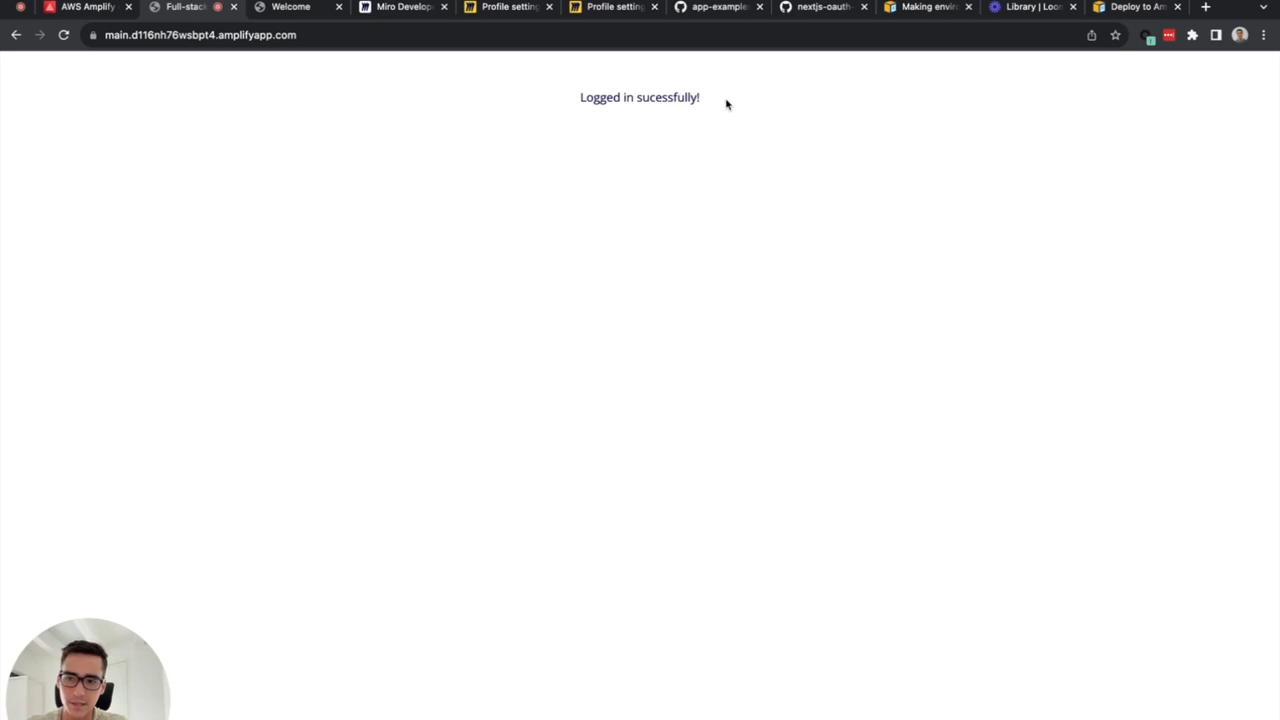 AWS Amplify
Full-stack
Welcome
Miro Develop
Profile setting
Profile setting
app-example
nextjs-oauth-
Making envir
Library | Loom
Deploy to Am
main.d116nh76wsbpt4.amplifyapp.com
Logged in sucessfully!